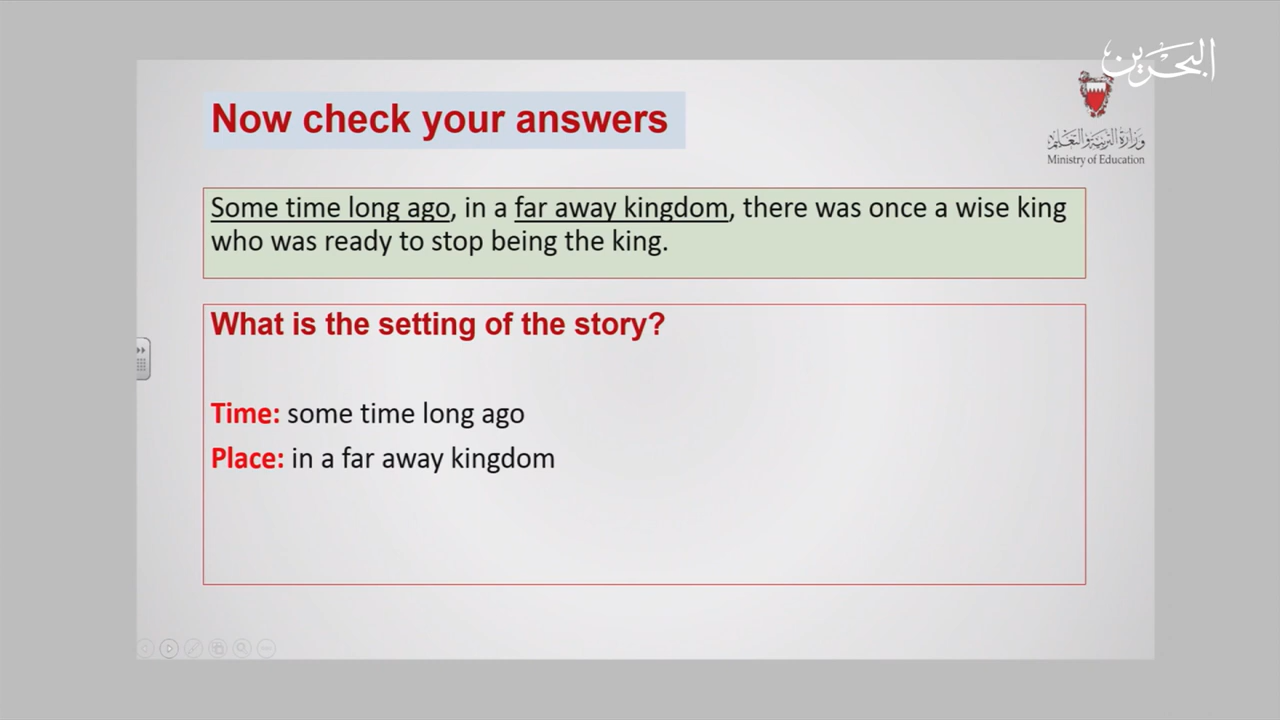 البحرين
Now check your answers
وزارة التربية والتعليم
Ministry of Education
Some time long ago, in a far away kingdom, there was once a wise king
who was ready to stop being the king.
What is the setting of the story?
Time: some time long ago
Place: in a far away kingdom